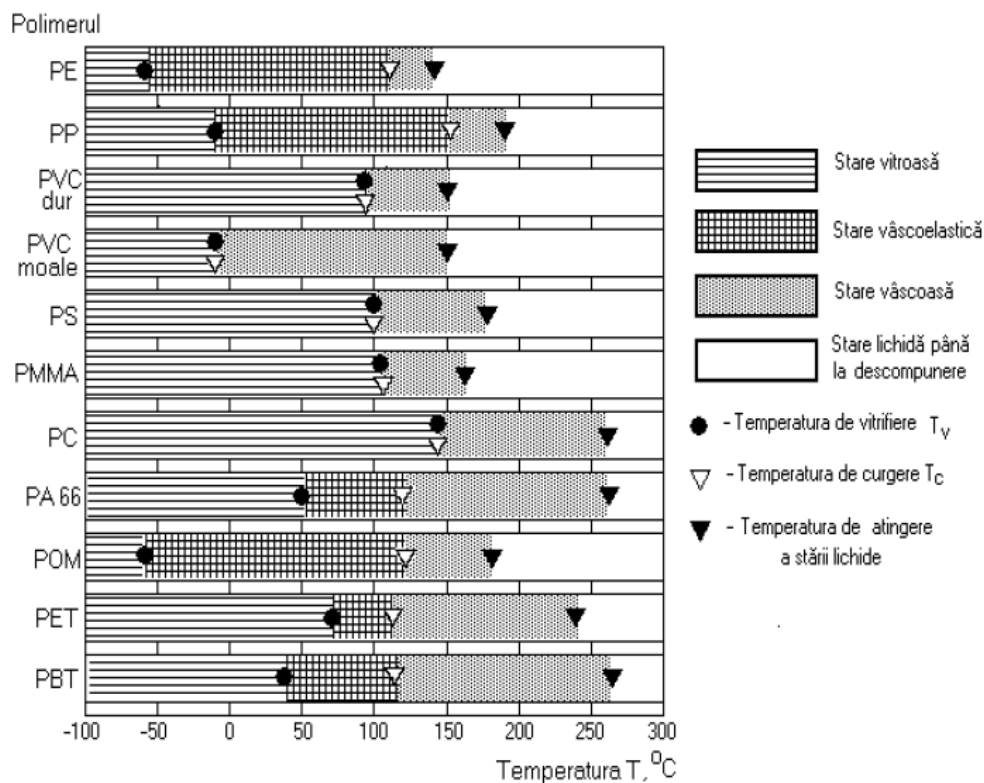 Polimerul
PE
PP
PVC
dur
PVC
moale
PS
PMMA
PC
PA 66
POM
PET
PBT
-100 -50 0 50 100 150 200 250 300
Temperatura T, °C
Stare vitroasă
Stare vâscoelastică
Stare vâscoasă
Stare lichidă până
la descompunere
- Temperatura de vitrifiere Tv
- Temperatura de curgere Tc
- Temperatura de atingere
a stării lichide